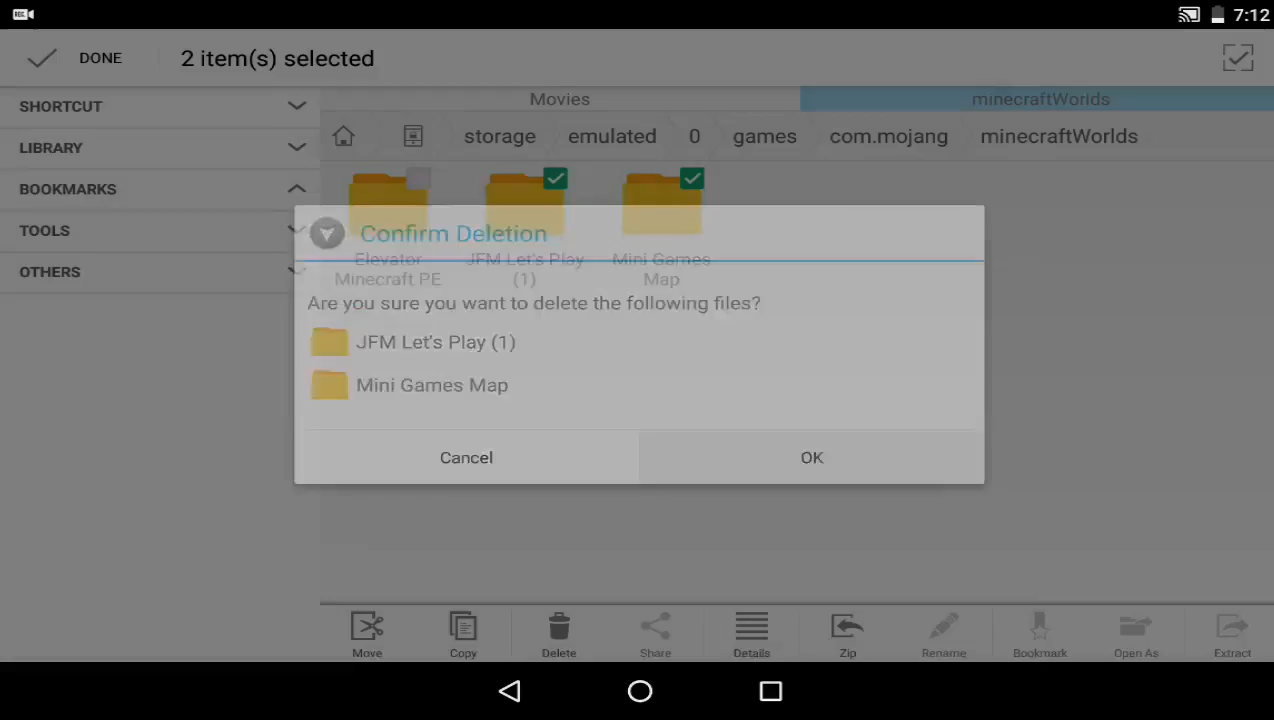 REC
7:12
DONE
2 item(s) selected
SHORTCUT
LIBRARY
BOOKMARKS
TOOLS
OTHERS
Movies
minecraftWorlds
storage
emulated
0
games
com.mojang
minecraftWorlds
Elevator
Minecraft PE
JFM Let's Play
(1)
Mini Games
Map
Confirm Deletion
Are you sure you want to delete the following files?
JFM Let's Play (1)
Mini Games Map
Cancel
OK
Move
Copy
Delete
Share
Details
Zip
Rename
Bookmark
Open As
Extract